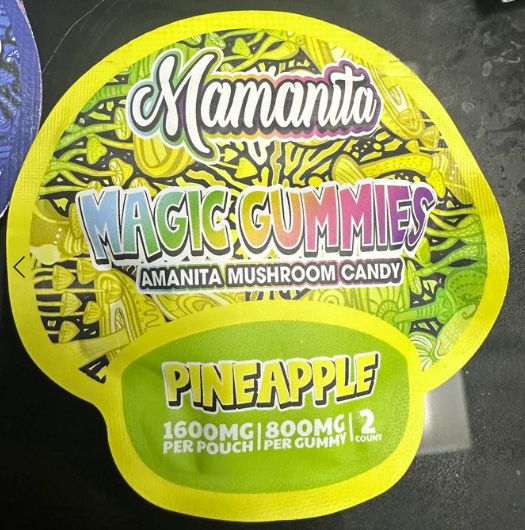 Mamanita
MAGIC GUMMIES
AMANITA MUSHROOM CANDY
PINEAPPLE
1600MG 800MG 2
PER POUCH PER GUMMY COUNT